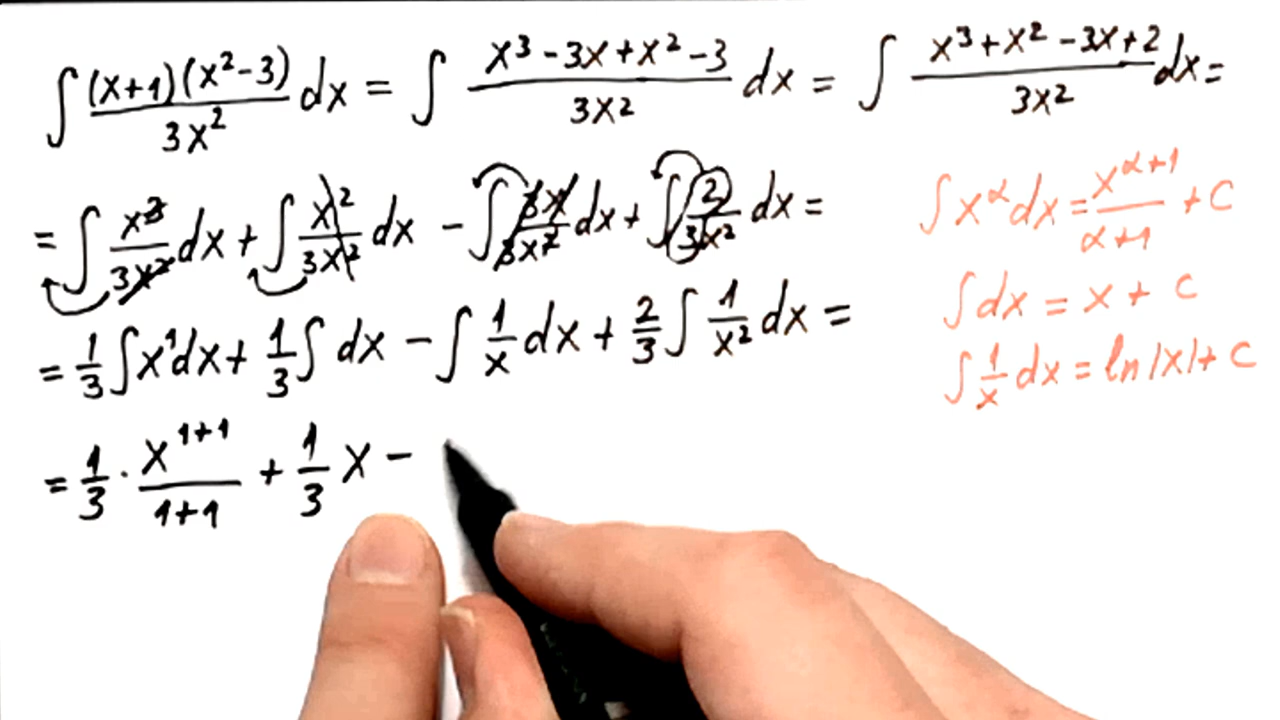 ∫ (x+1)(x²-3)/3x² dx = ∫ x³-3x+x²-3/3x² dx = ∫ x³+x²-3x+2/3x² dx =
= ∫ x³/3x² dx + ∫ x²/3x² dx - ∫ 3x/3x² dx + ∫ 2/3x² dx =
= 1/3 ∫ x¹dx + 1/3 ∫ dx - ∫ 1/x dx + 2/3 ∫ 1/x² dx =
= 1/3 · x¹⁺¹/1+1 + 1/3 x -
∫ x^α dx = x^(α+1)/α+1 + C
∫ dx = x + c
∫ 1/x dx = ln|x| + C